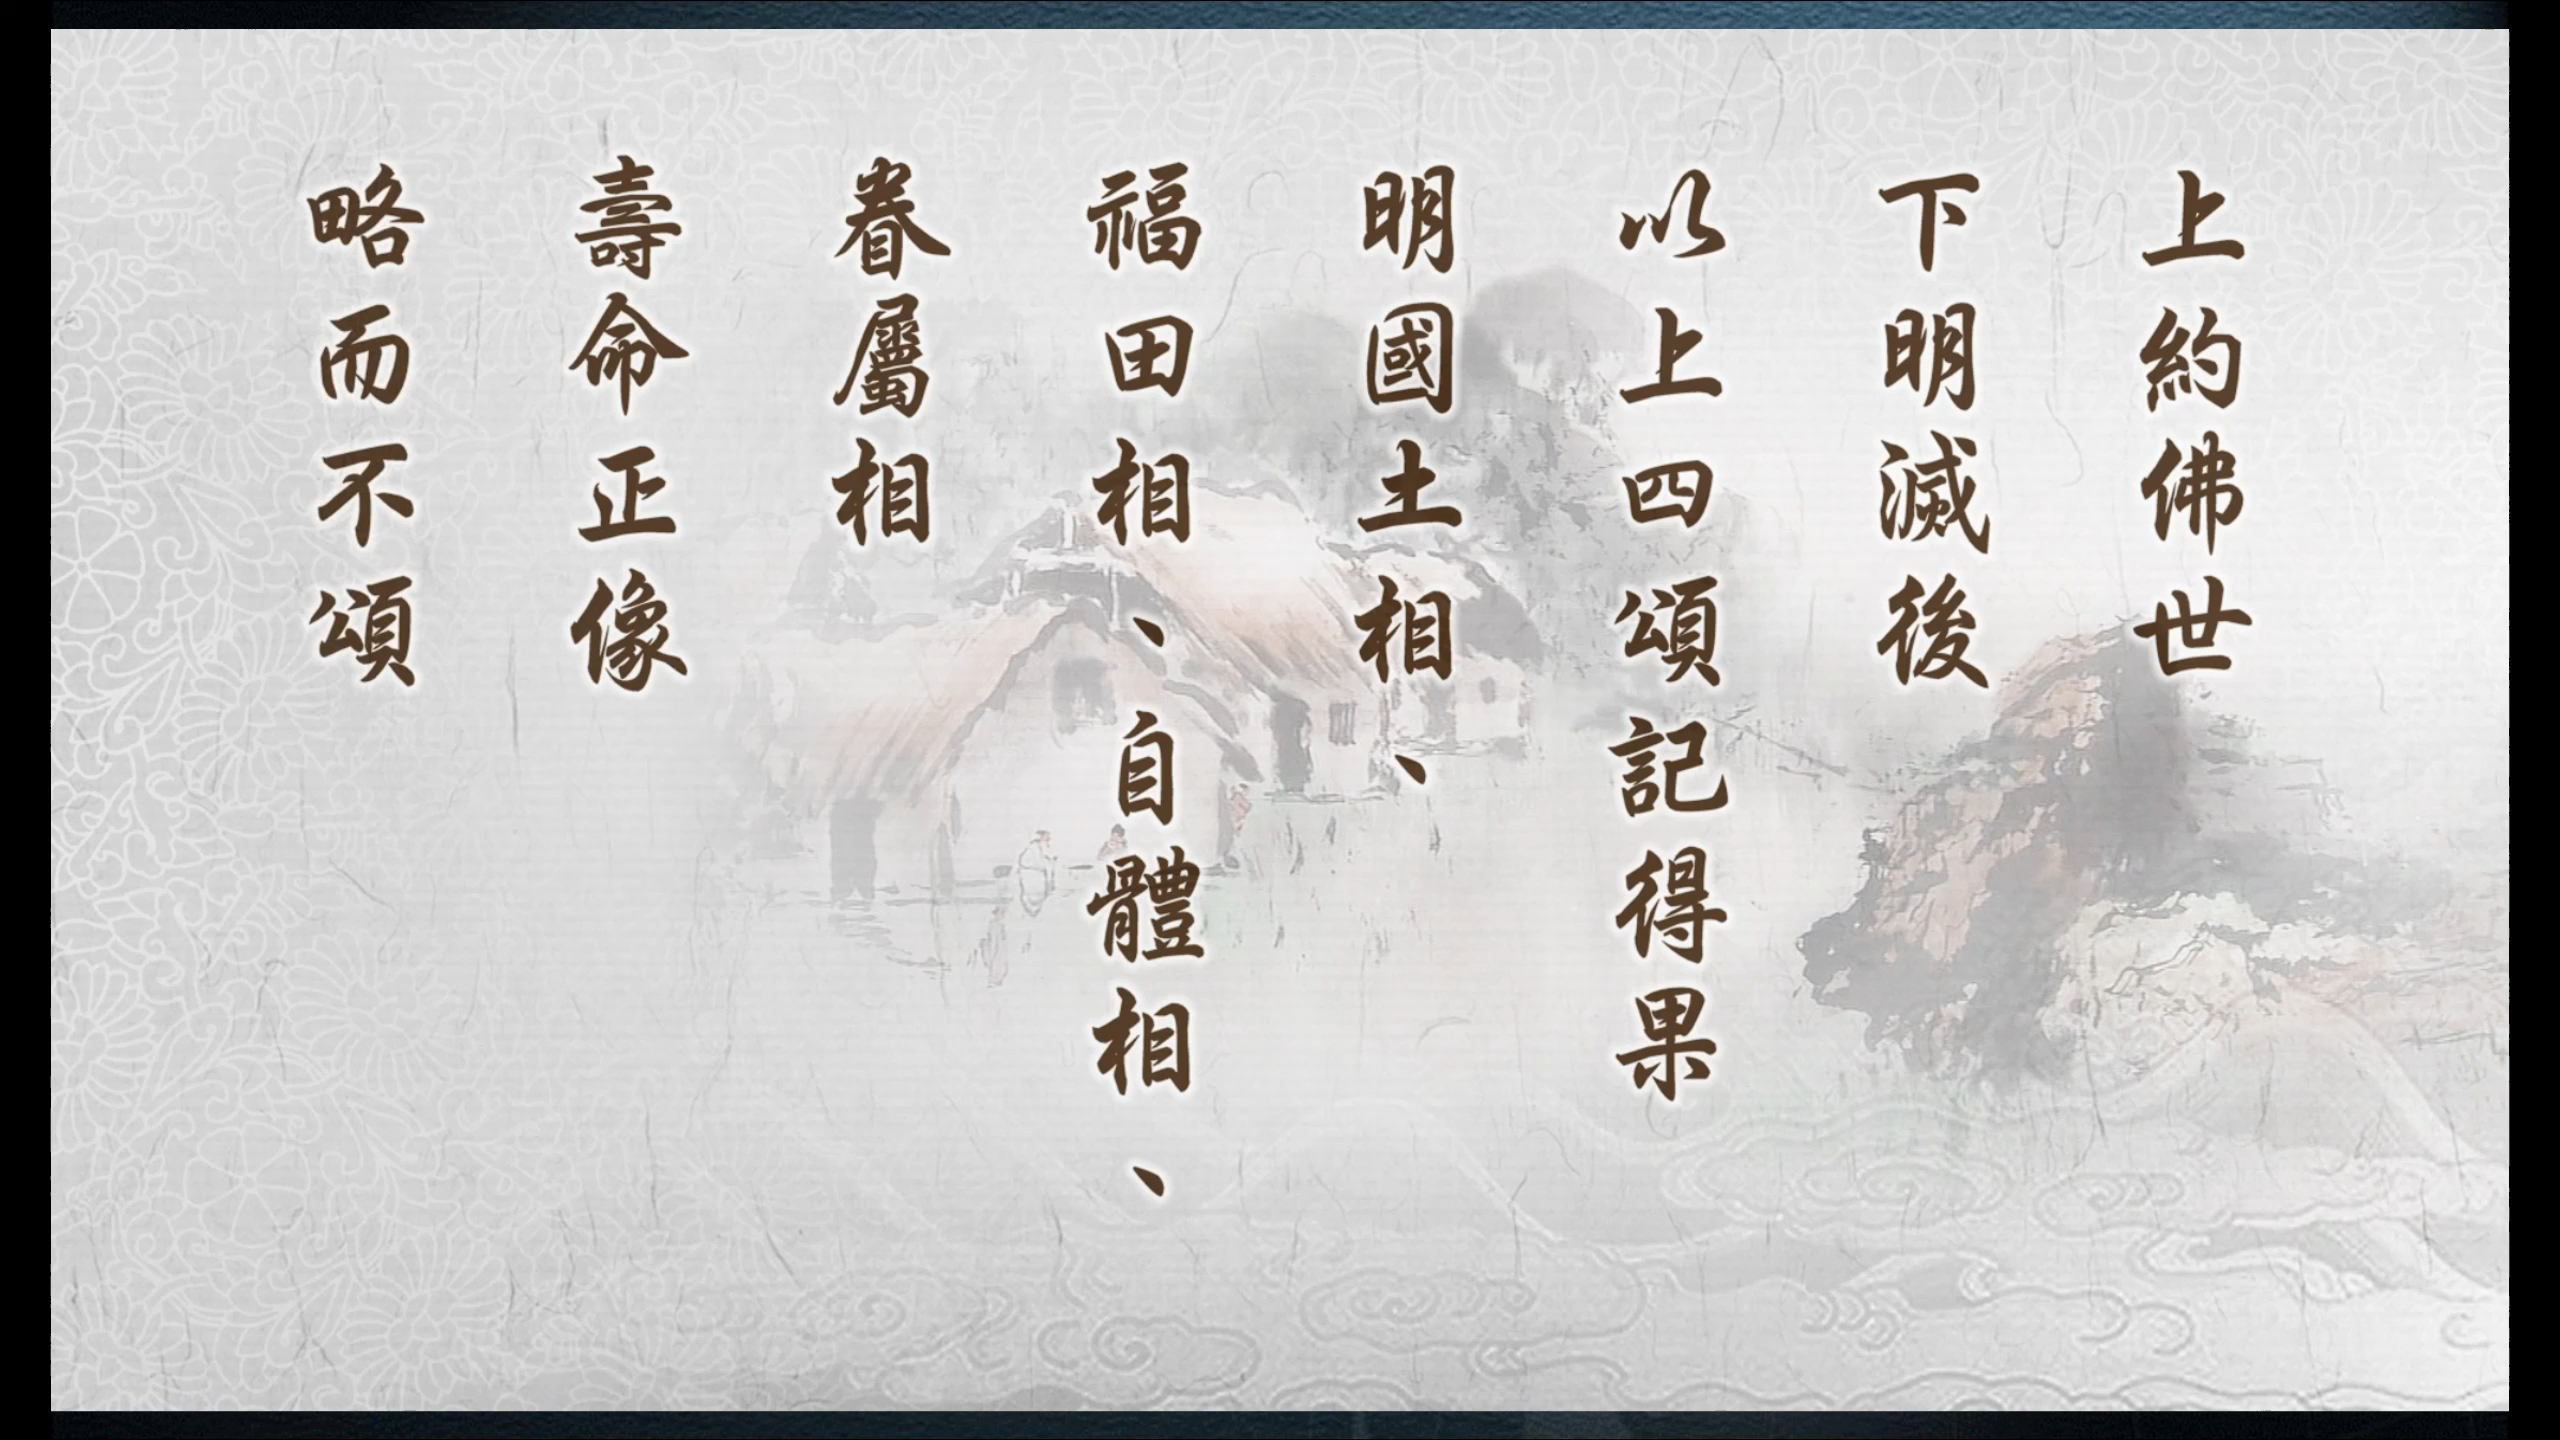 上約佛世
下明滅後
以上四頌記得果
明國土相、
福田相、自體相、
眷屬相
壽命正像
略而不頌